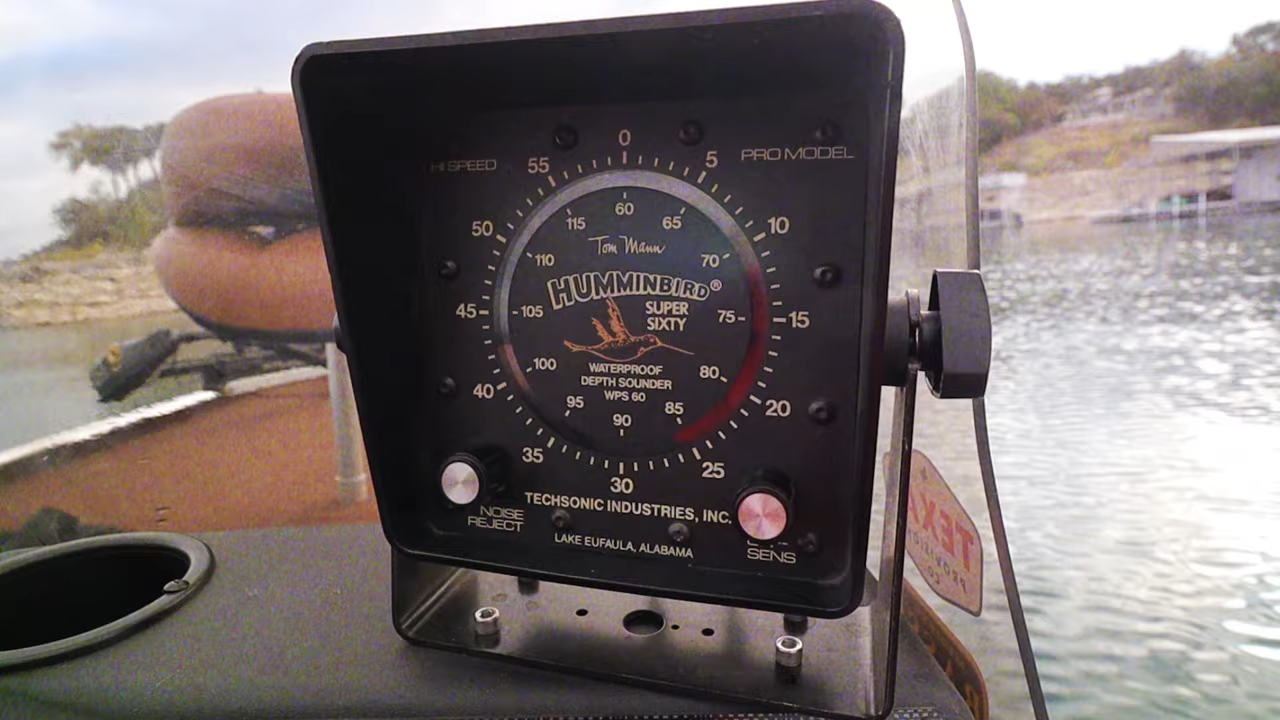 HI SPEED
PRO MODEL
0
5
10
15
20
25
30
35
40
45
50
55
60
65
70
75
80
85
90
95
100
105
110
115
Tom Mann
HUMMINBIRD®
SUPER
SIXTY
WATERPROOF
DEPTH SOUNDER
WPS 60
TECHSONIC INDUSTRIES, INC.
LAKE EUFAULA, ALABAMA
NOISE
REJECT
SENS